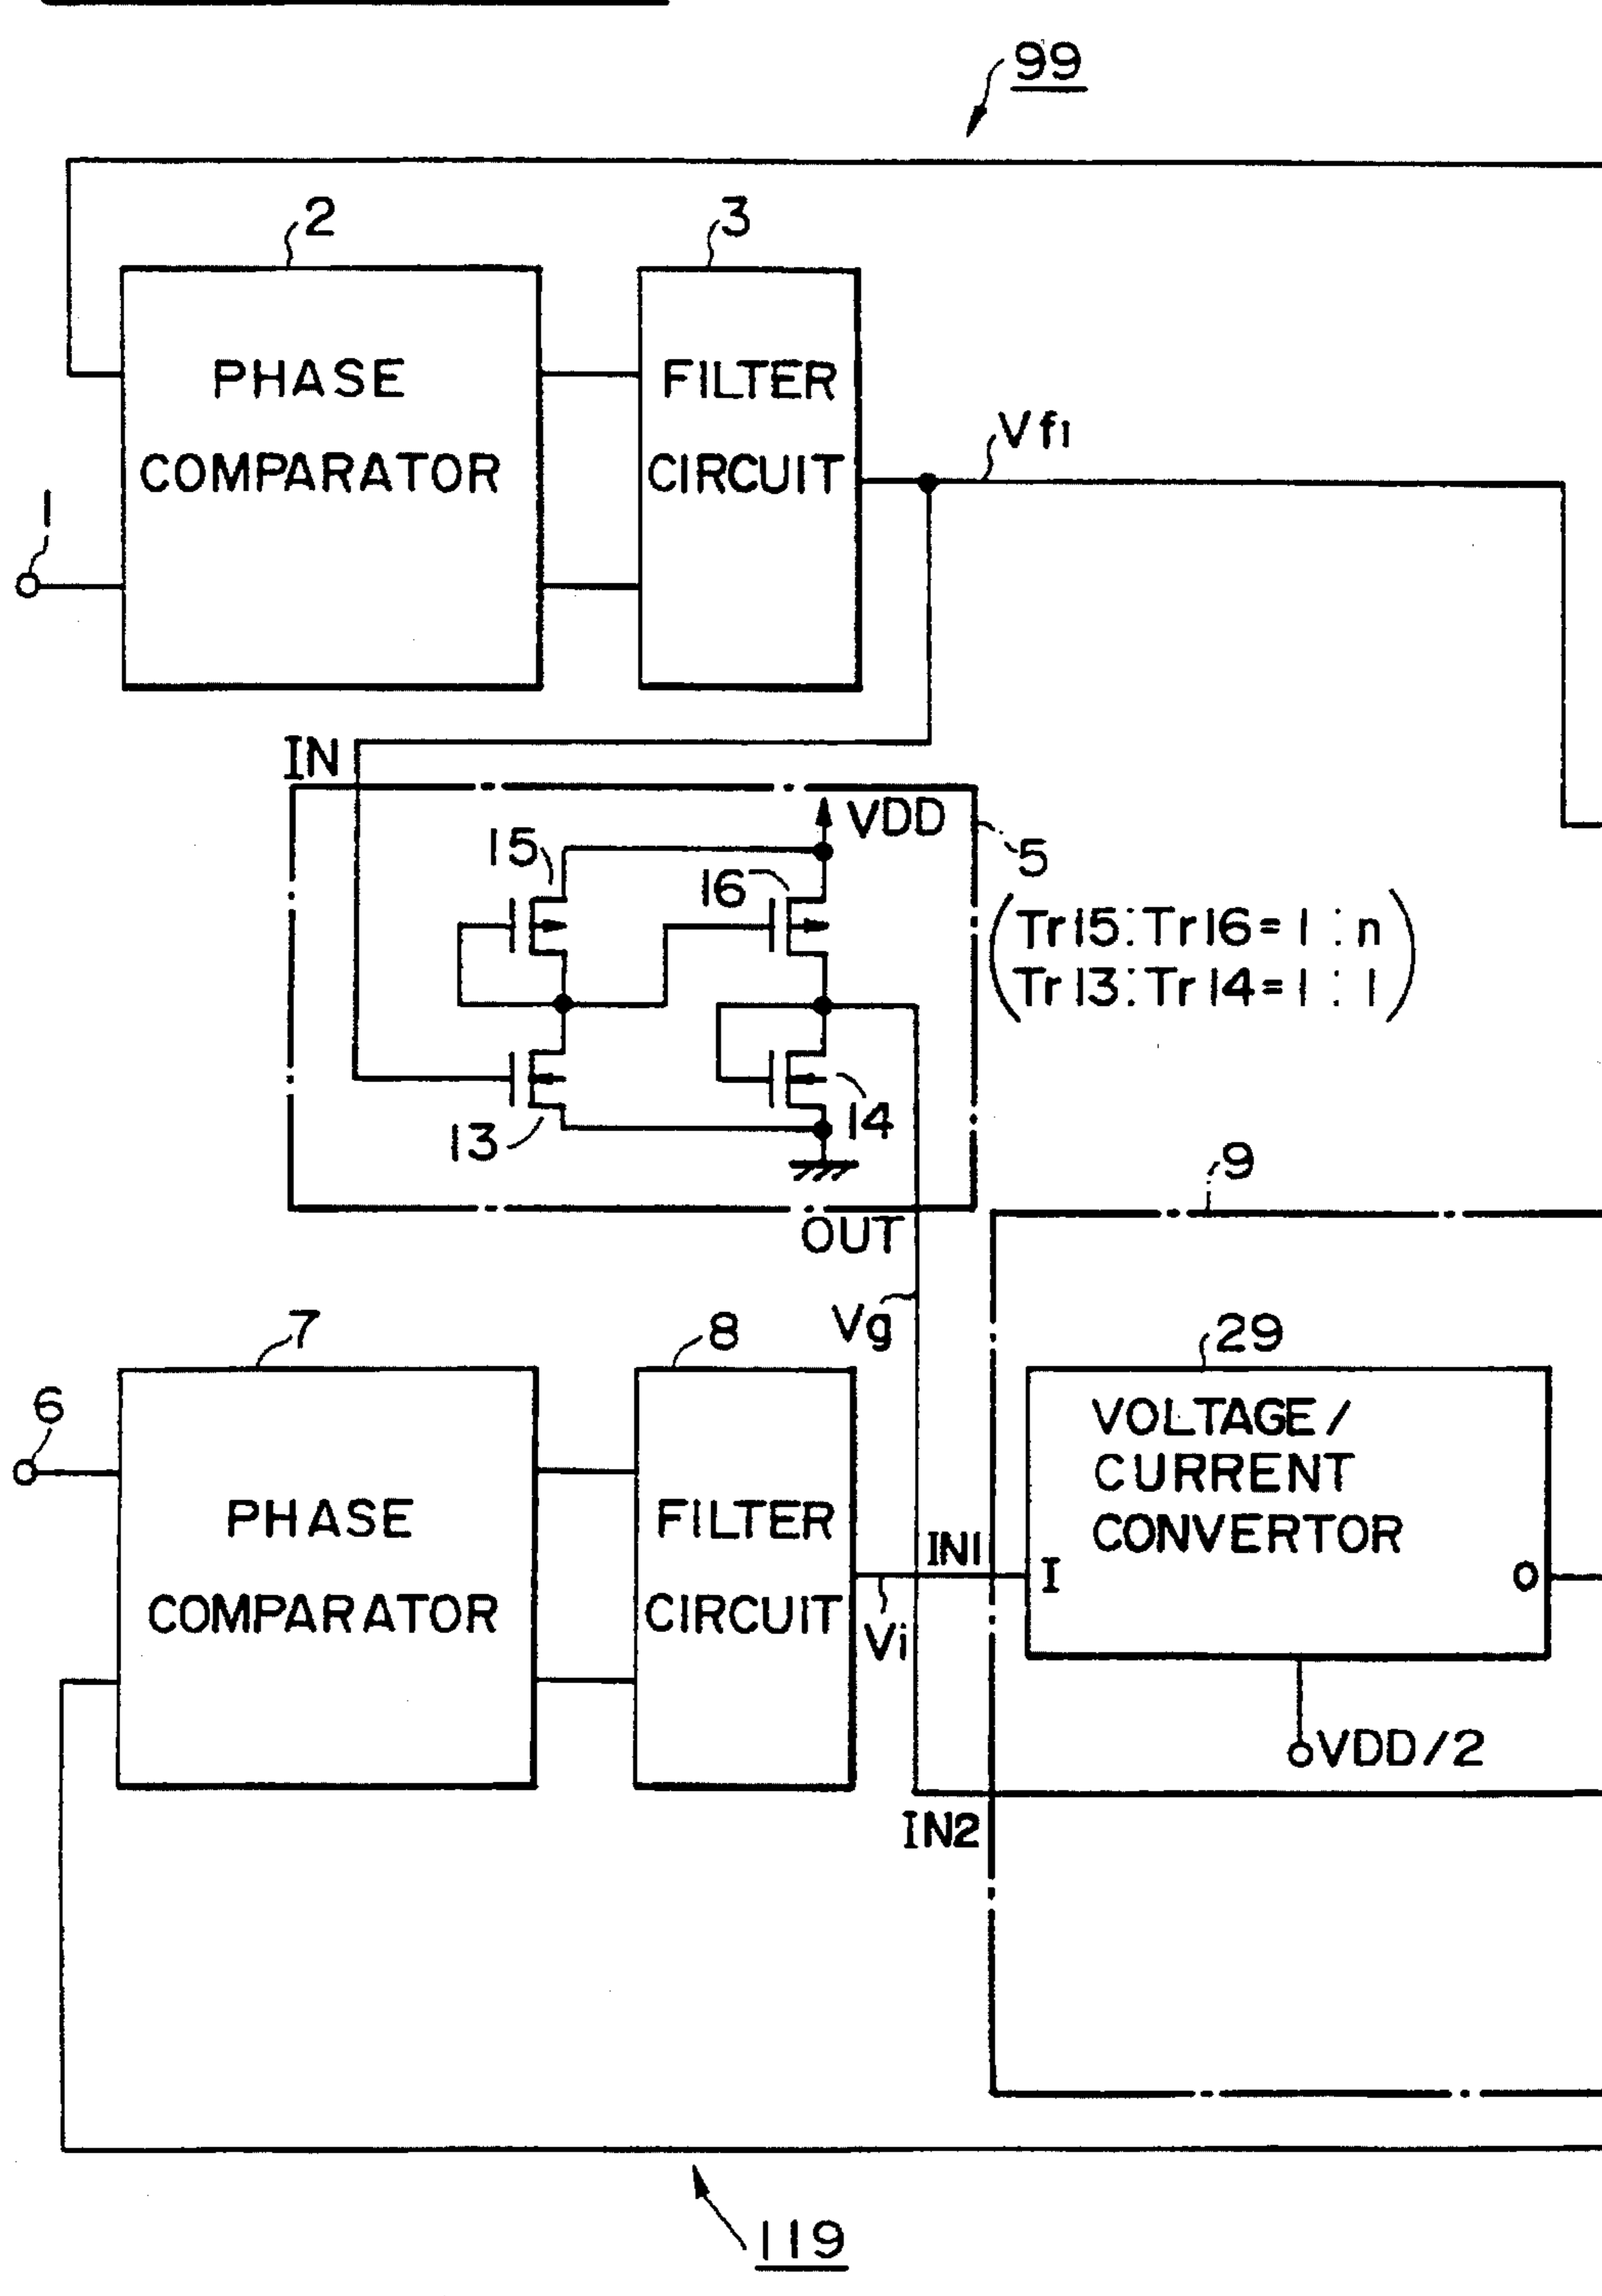 99
2
3
PHASE
COMPARATOR
FILTER
CIRCUIT
Vf1
1
IN
VDD
15
16
5
(Tr15:Tr16=1:n
Tr13:Tr14=1:1)
13
14
OUT
9
Vg
7
8
29
6
PHASE
COMPARATOR
FILTER
CIRCUIT
VOLTAGE/
CURRENT
CONVERTOR
IN1
I
O
Vi
VDD/2
IN2
119